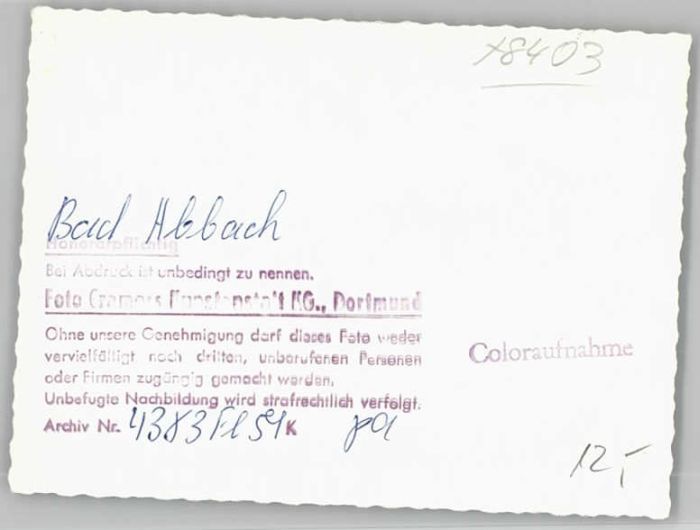 x8403
Bad Abbach
Honorarpflichtig
Bei Abdruck ist unbedingt zu nennen.
Foto Cramers Kunstanstalt KG., Dortmund
Ohne unsere Genehmigung darf dieses Foto weder
vervielfältigt noch dritten, unberufenen Personen
oder Firmen zugängig gemacht werden.
Unbefugte Nachbildung wird strafrechtlich verfolgt.
Archiv Nr. 4383 Fl 51 K
Coloraufnahme
12,-